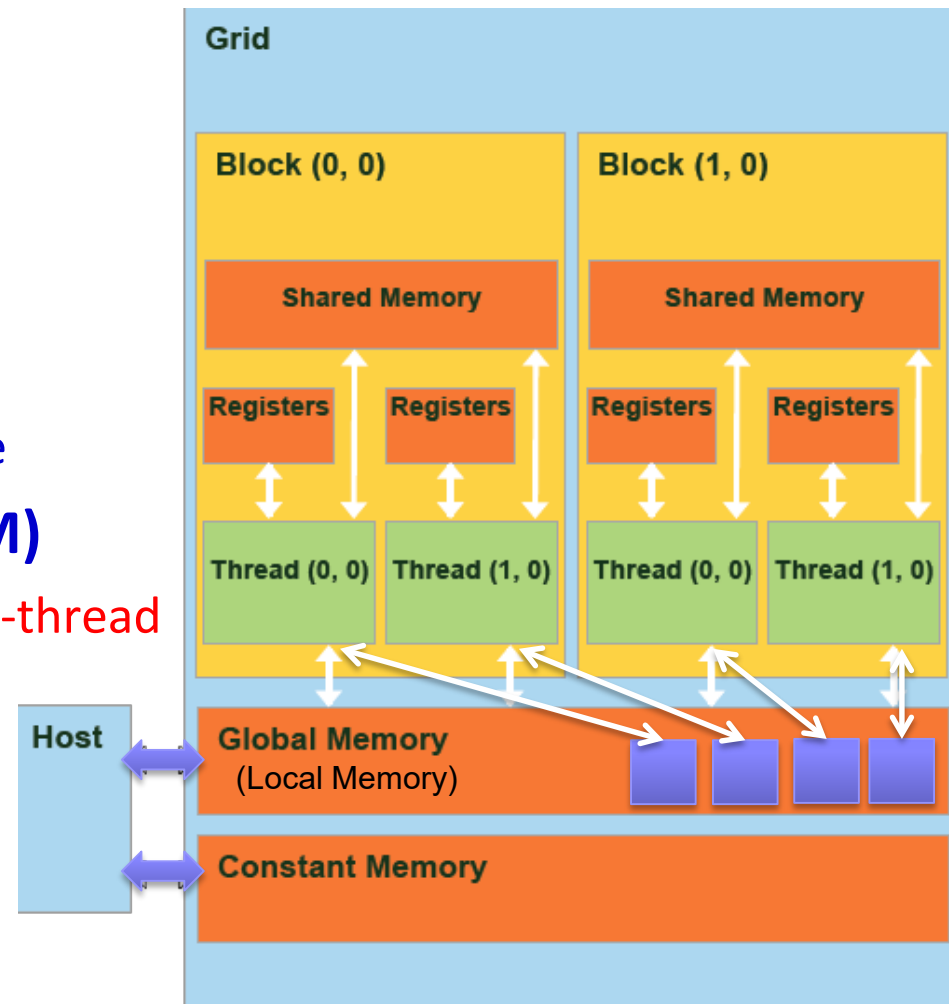 Grid
Block (0, 0)
Block (1, 0)
Shared Memory
Shared Memory
Registers
Registers
Registers
Registers
e
M)
Thread (0, 0)
Thread (1, 0)
Thread (0, 0)
Thread (1, 0)
-thread
Host
Global Memory
(Local Memory)
Constant Memory